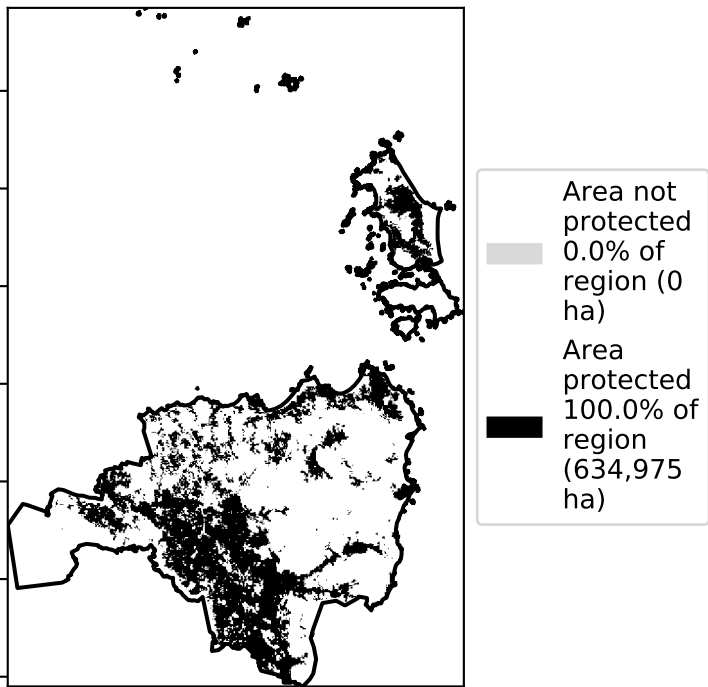 Area not
protected
0.0% of
region (0
ha)
Area
protected
100.0% of
region
(634,975
ha)